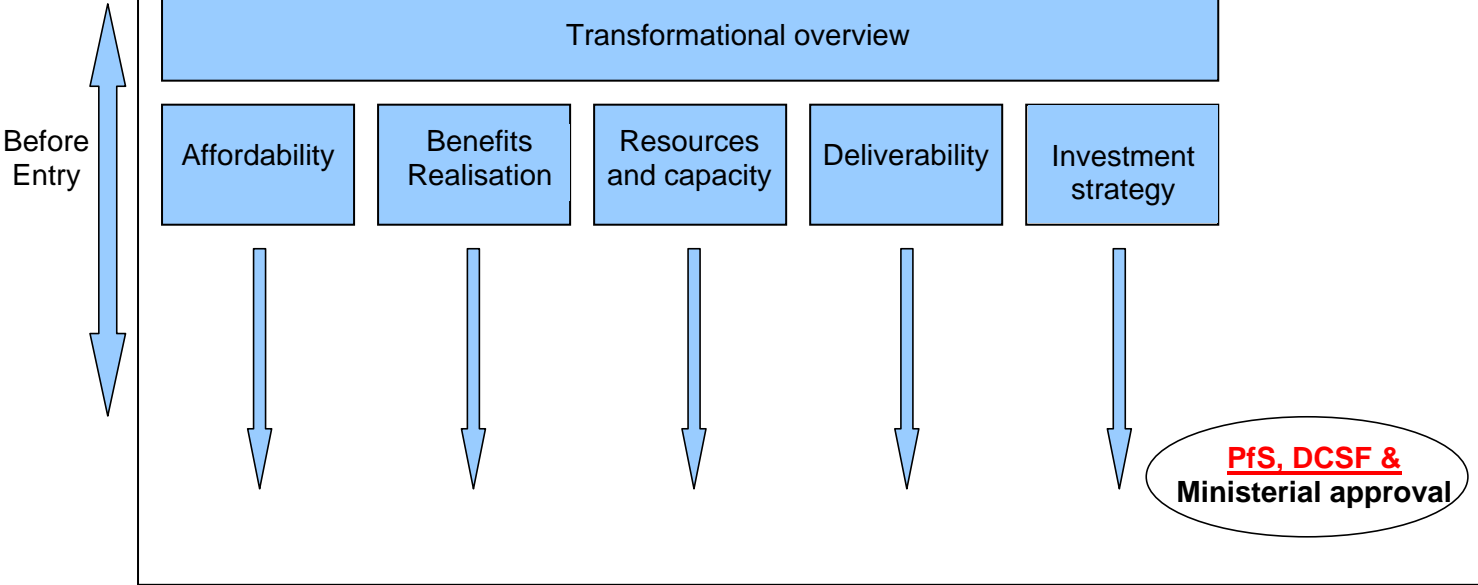 Transformational overview
Before
Entry
Affordability
Benefits
Realisation
Resources
and capacity
Deliverability
Investment
strategy
PfS, DCSF &
Ministerial approval